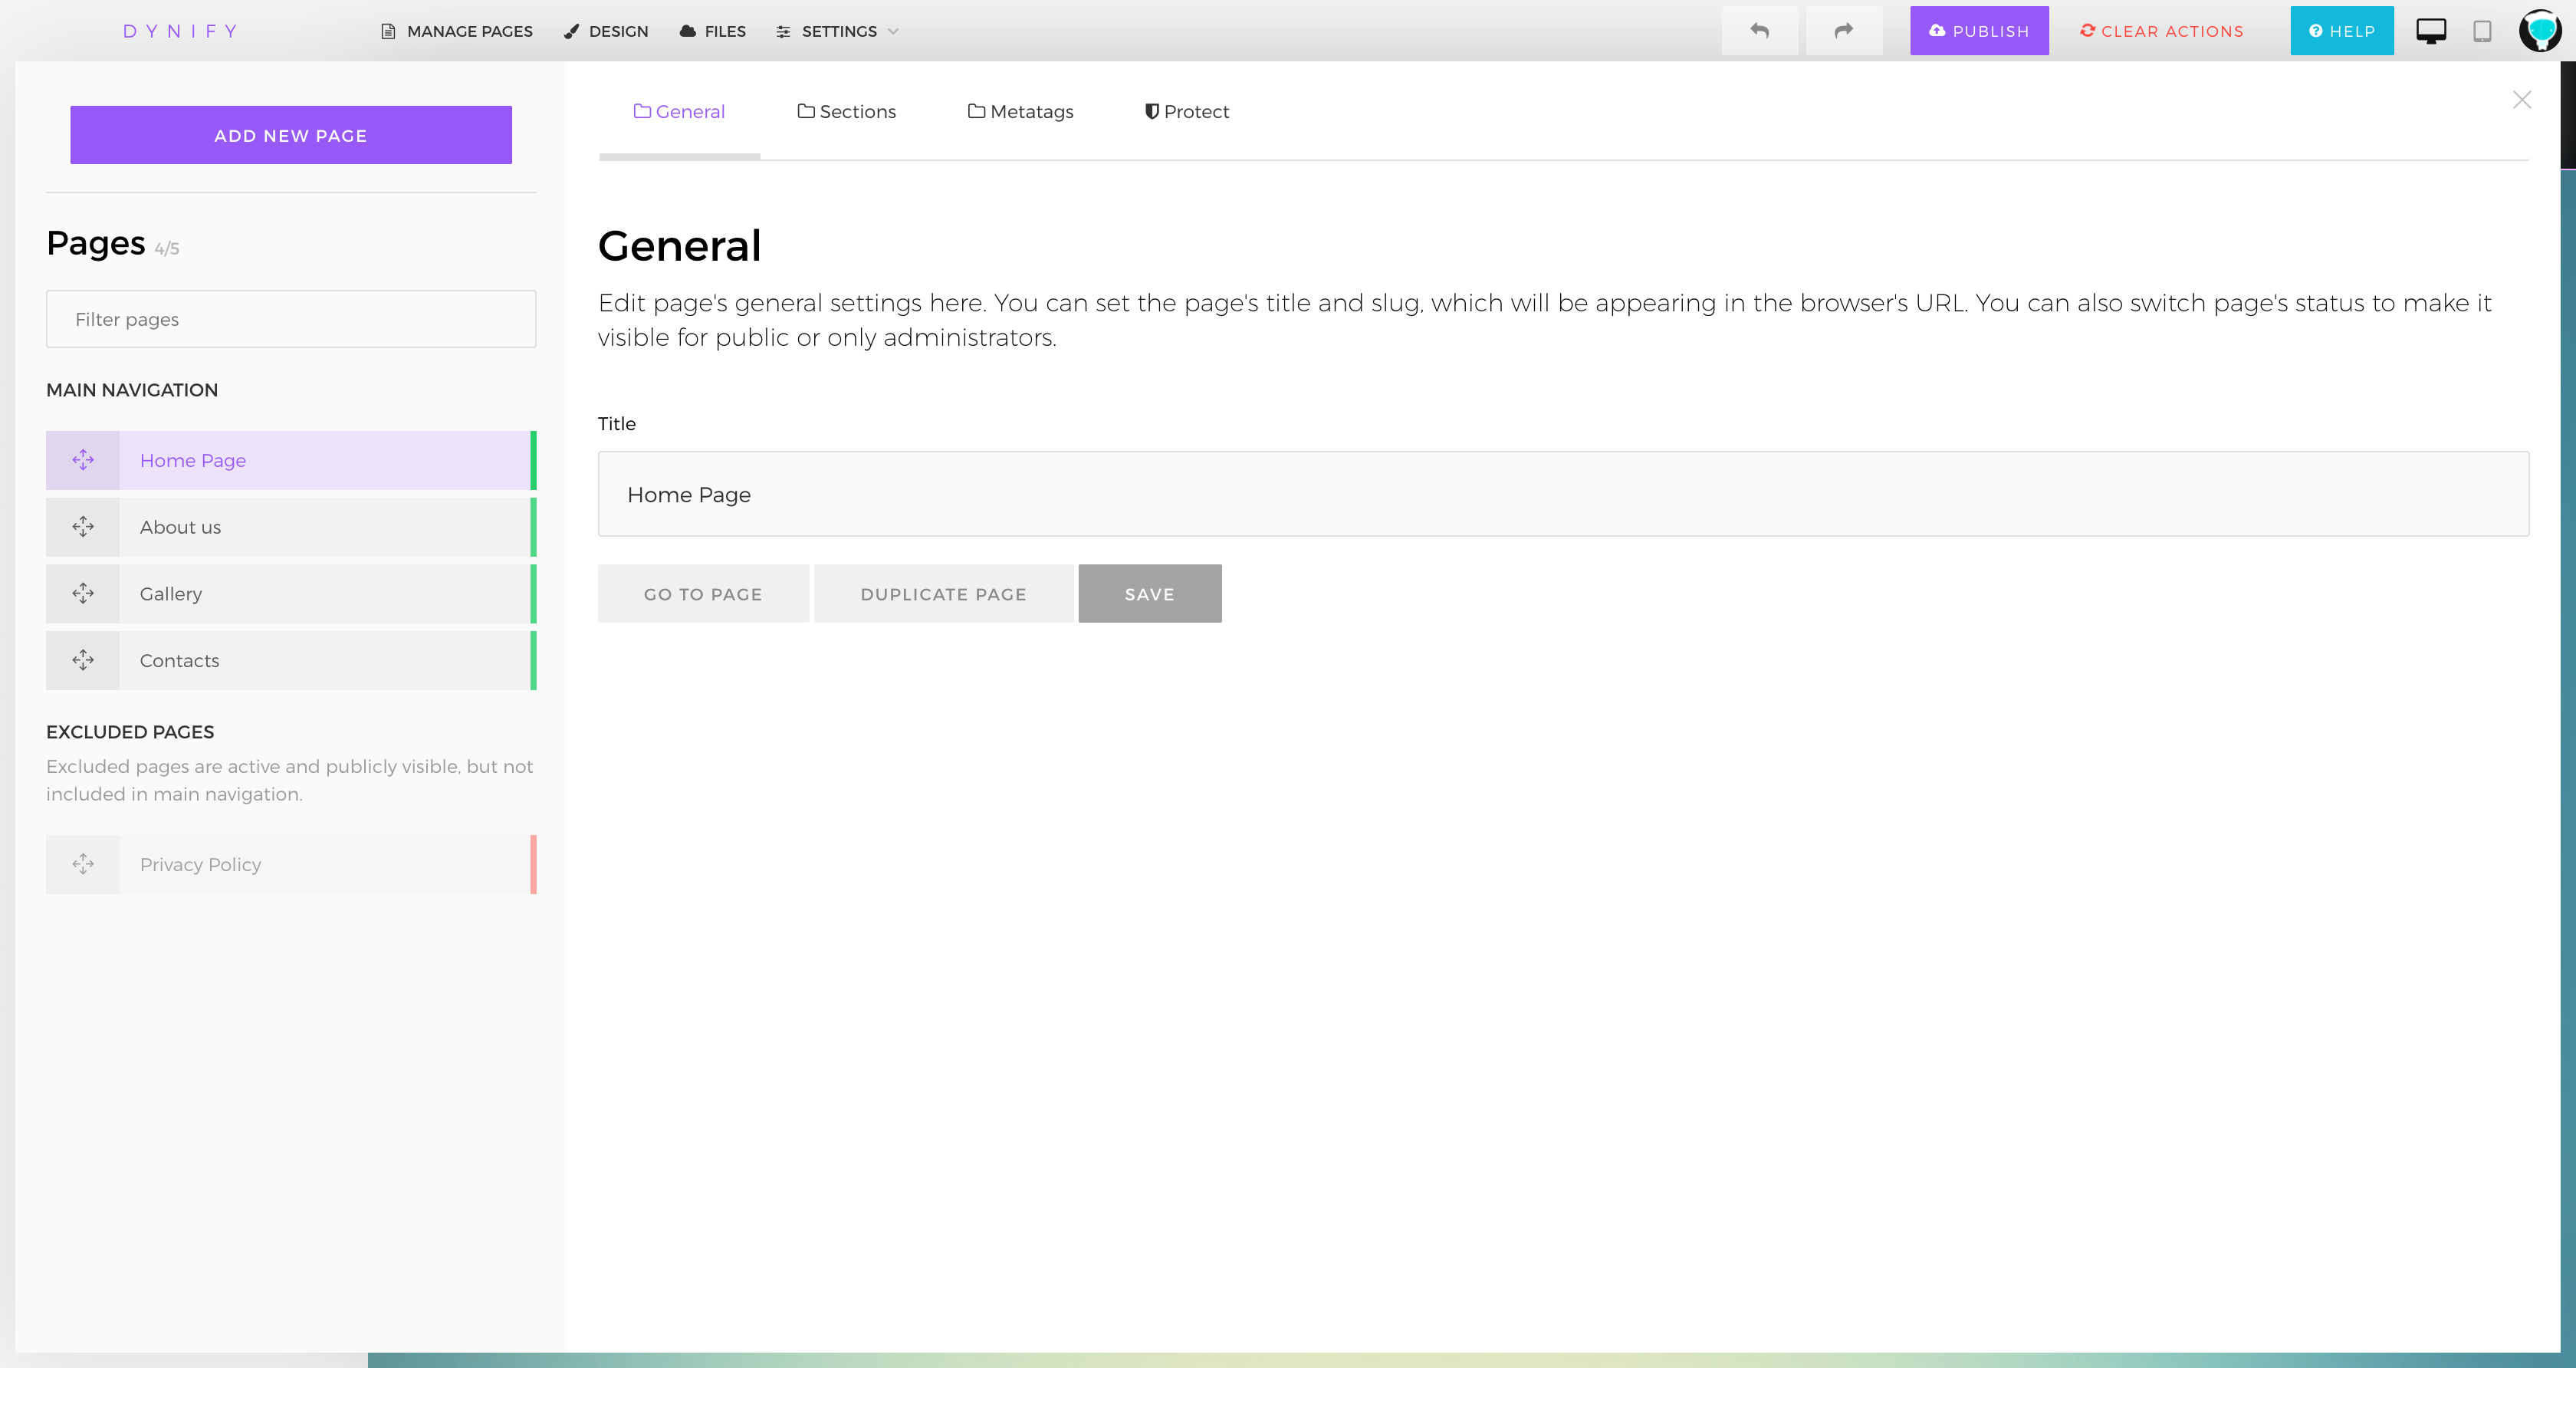 DYNIFY
MANAGE PAGES
DESIGN
FILES
SETTINGS
PUBLISH
CLEAR ACTIONS
HELP
ADD NEW PAGE
Pages 4/5
Filter pages
MAIN NAVIGATION
Home Page
About us
Gallery
Contacts
EXCLUDED PAGES
Excluded pages are active and publicly visible, but not
included in main navigation.
Privacy Policy
General
Sections
Metatags
Protect
General
Edit page's general settings here. You can set the page's title and slug, which will be appearing in the browser's URL. You can also switch page's status to make it
visible for public or only administrators.
Title
Home Page
GO TO PAGE
DUPLICATE PAGE
SAVE